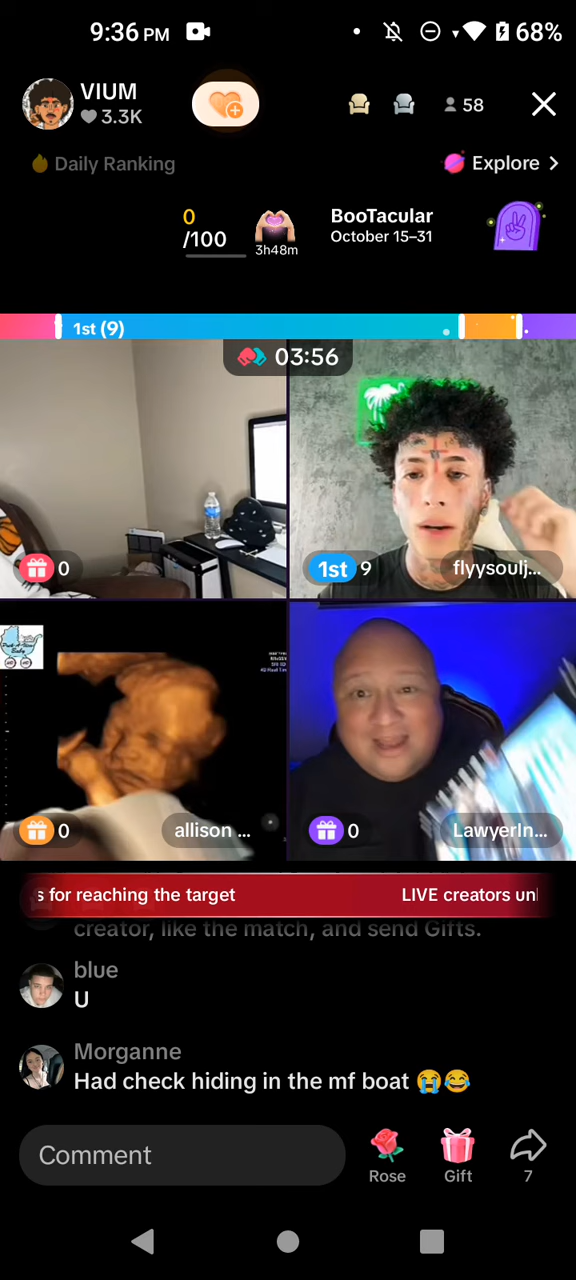 9:36 PM
68%
VIUM
3.3K
58
Daily Ranking
Explore >
0
/100
3h48m
BooTacular
October 15–31
1st (9)
03:56
0
1st 9
flyysoulj...
0
allison ...
0
LawyerIn...
s for reaching the target
LIVE creators un
creator, like the match, and send Gifts.
blue
U
Morganne
Had check hiding in the mf boat 😭😂
Comment
Rose
Gift
7